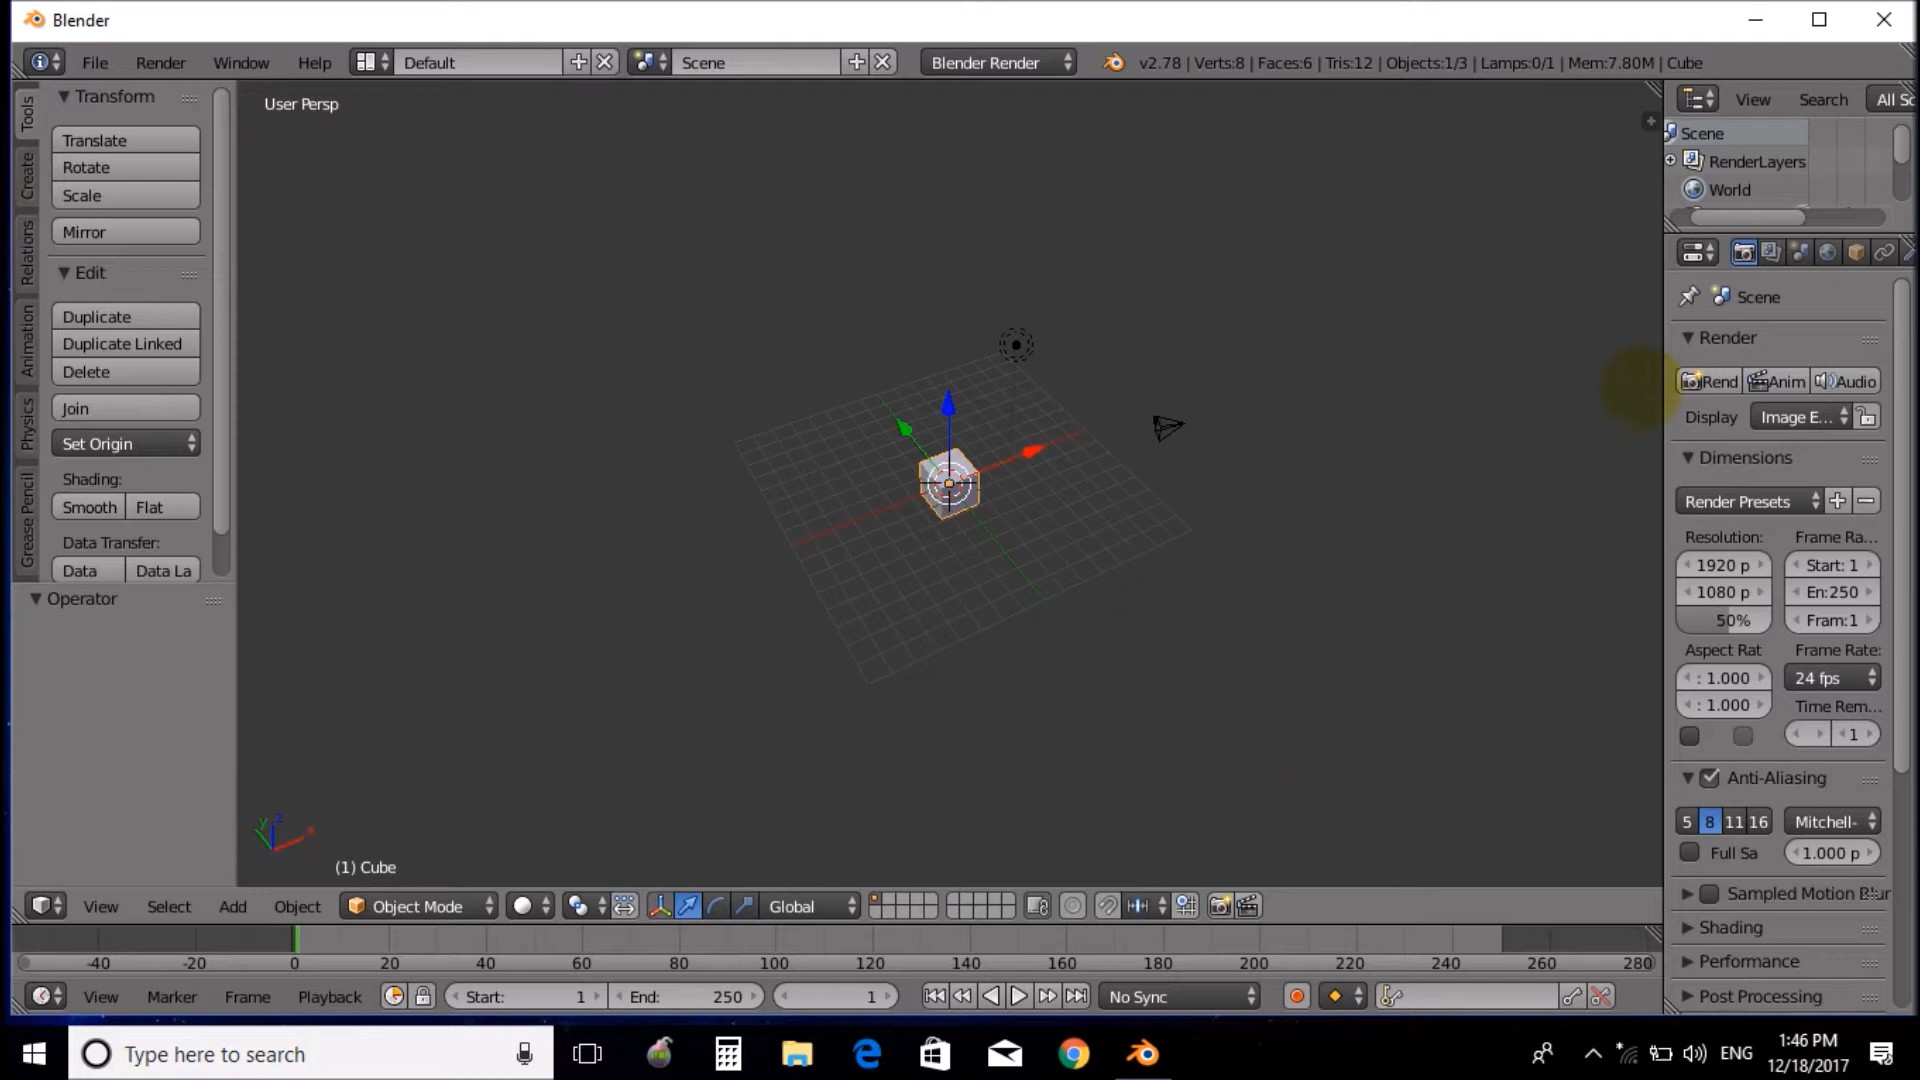 Blender
File Render Window Help Default Scene Blender Render v2.78 | Verts:8 | Faces:6 | Tris:12 | Objects:1/3 | Lamps:0/1 | Mem:7.80M | Cube
Tools
Create
Relations
Animation
Physics
Grease Pencil
Transform
Translate
Rotate
Scale
Mirror
Edit
Duplicate
Duplicate Linked
Delete
Join
Set Origin
Shading:
Smooth Flat
Data Transfer:
Data Data La
Operator
User Persp
(1) Cube
View Search All Sc
Scene
RenderLayers
World
Scene
Render
Rend Anim Audio
Display Image E...
Dimensions
Render Presets
Resolution: Frame Ra...
1920 p Start: 1
1080 p En:250
50% Fram:1
Aspect Rat Frame Rate:
: 1.000 24 fps
: 1.000 Time Rem...
1
Anti-Aliasing
5 8 11 16 Mitchell-
Full Sa 1.000 p
Sampled Motion Blur
Shading
Performance
Post Processing
View Select Add Object Object Mode Global
-40 -20 0 20 40 60 80 100 120 140 160 180 200 220 240 260 280
View Marker Frame Playback Start: 1 End: 250 1 No Sync
Type here to search
ENG
1:46 PM
12/18/2017